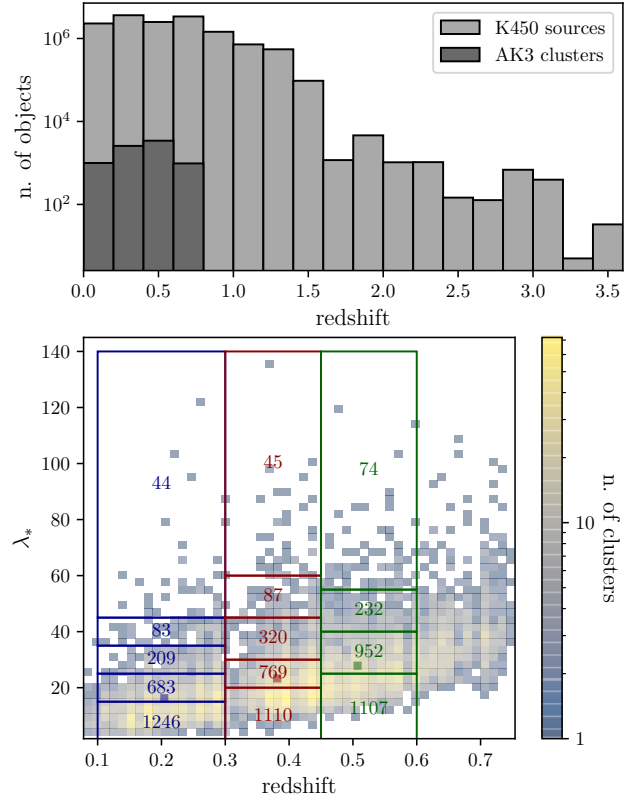 K450 sources
AK3 clusters
n. of objects
10^6
10^4
10^2
0.0 0.5 1.0 1.5 2.0 2.5 3.0 3.5
redshift
λ*
140
120
100
80
60
40
20
44
83
209
683
1246
45
87
320
769
1110
74
232
952
1107
0.1 0.2 0.3 0.4 0.5 0.6 0.7
redshift
10
1
n. of clusters